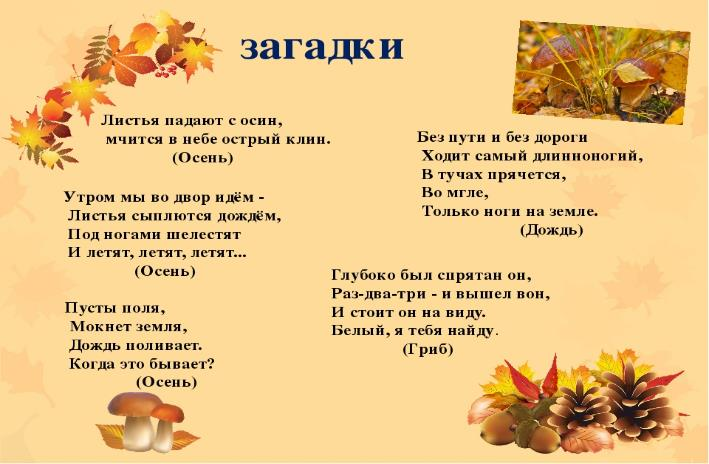 загадки
Листья падают с осин,
мчится в небе острый клин.
(Осень)
Утром мы во двор идём -
Листья сыплются дождём,
Под ногами шелестят
И летят, летят, летят...
(Осень)
Пусты поля,
Мокнет земля,
Дождь поливает.
Когда это бывает?
(Осень)
Без пути и без дороги
Ходит самый длинноногий,
В тучах прячется,
Во мгле,
Только ноги на земле.
(Дождь)
Глубоко был спрятан он,
Раз-два-три - и вышел вон,
И стоит он на виду.
Белый, я тебя найду.
(Гриб)